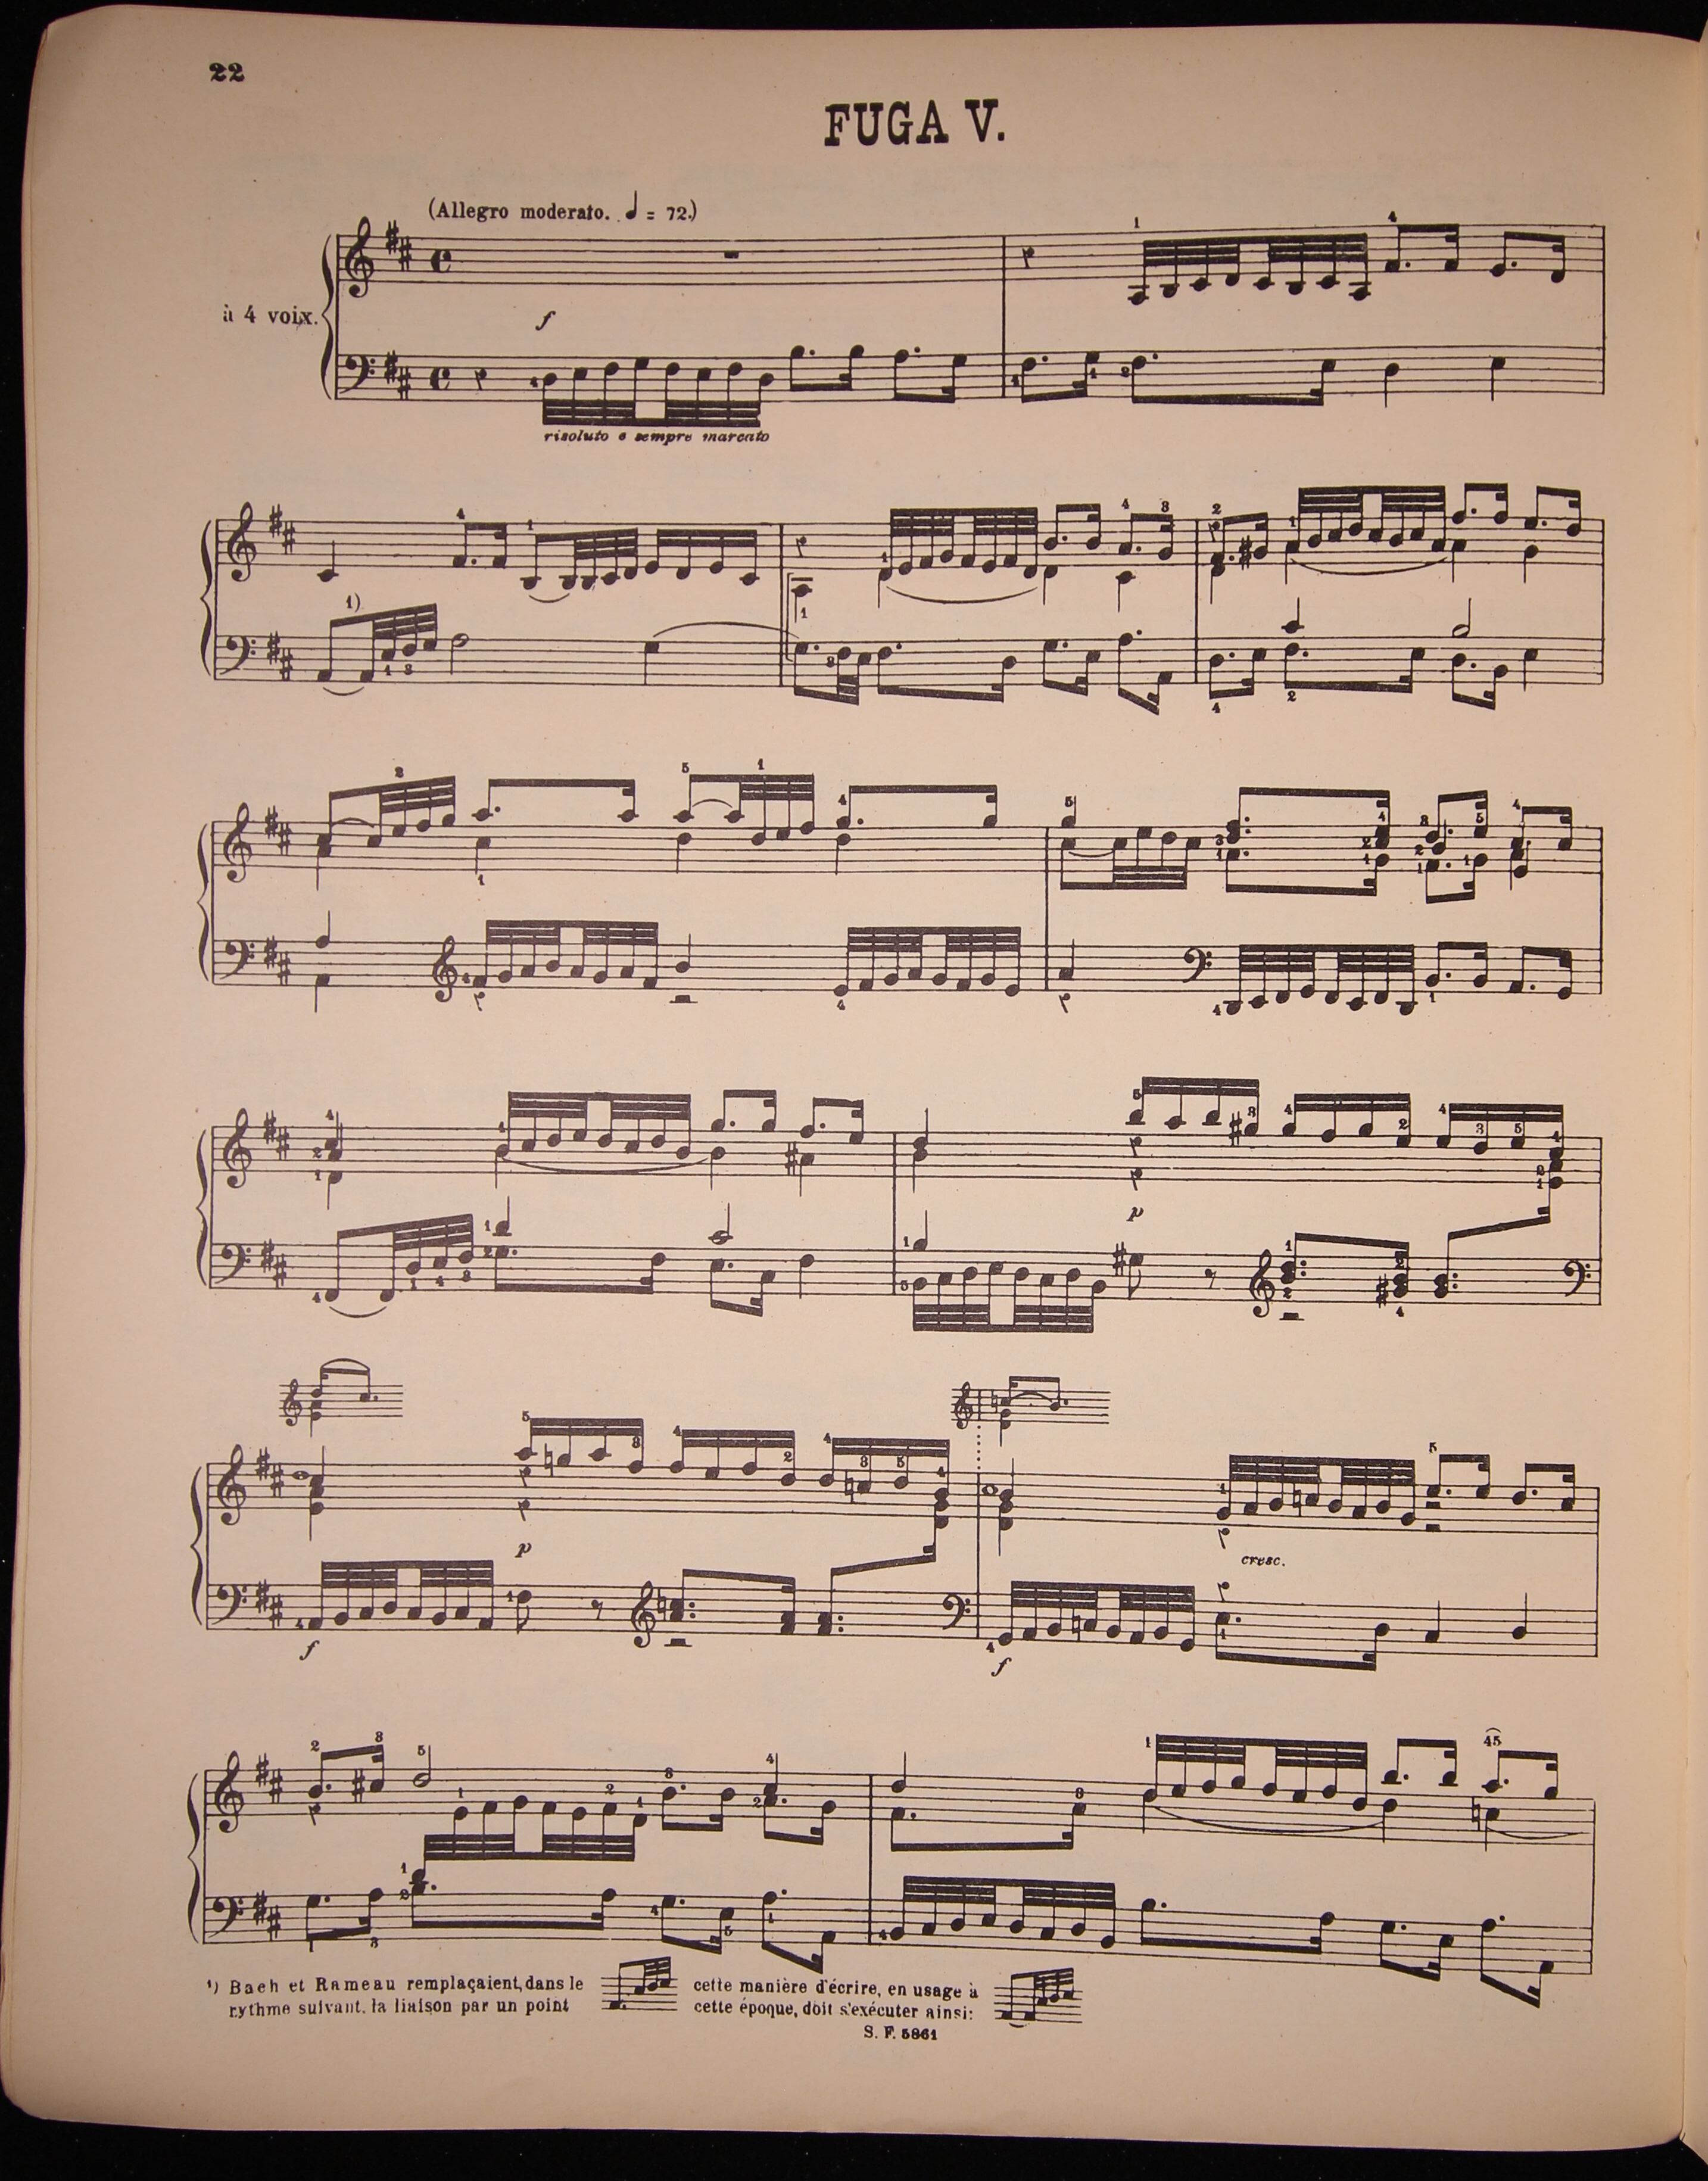 22
FUGA V.
(Allegro moderato. ♩ = 72.)
à 4 voix.
f
risoluto e sempre marcato
1)
p
p
f
f
cresc.
1) Bach et Rameau remplaçaient, dans le cette manière d'écrire, en usage à
rythme suivant, la liaison par un point cette époque, doit s'exécuter ainsi:
S. F. 5861